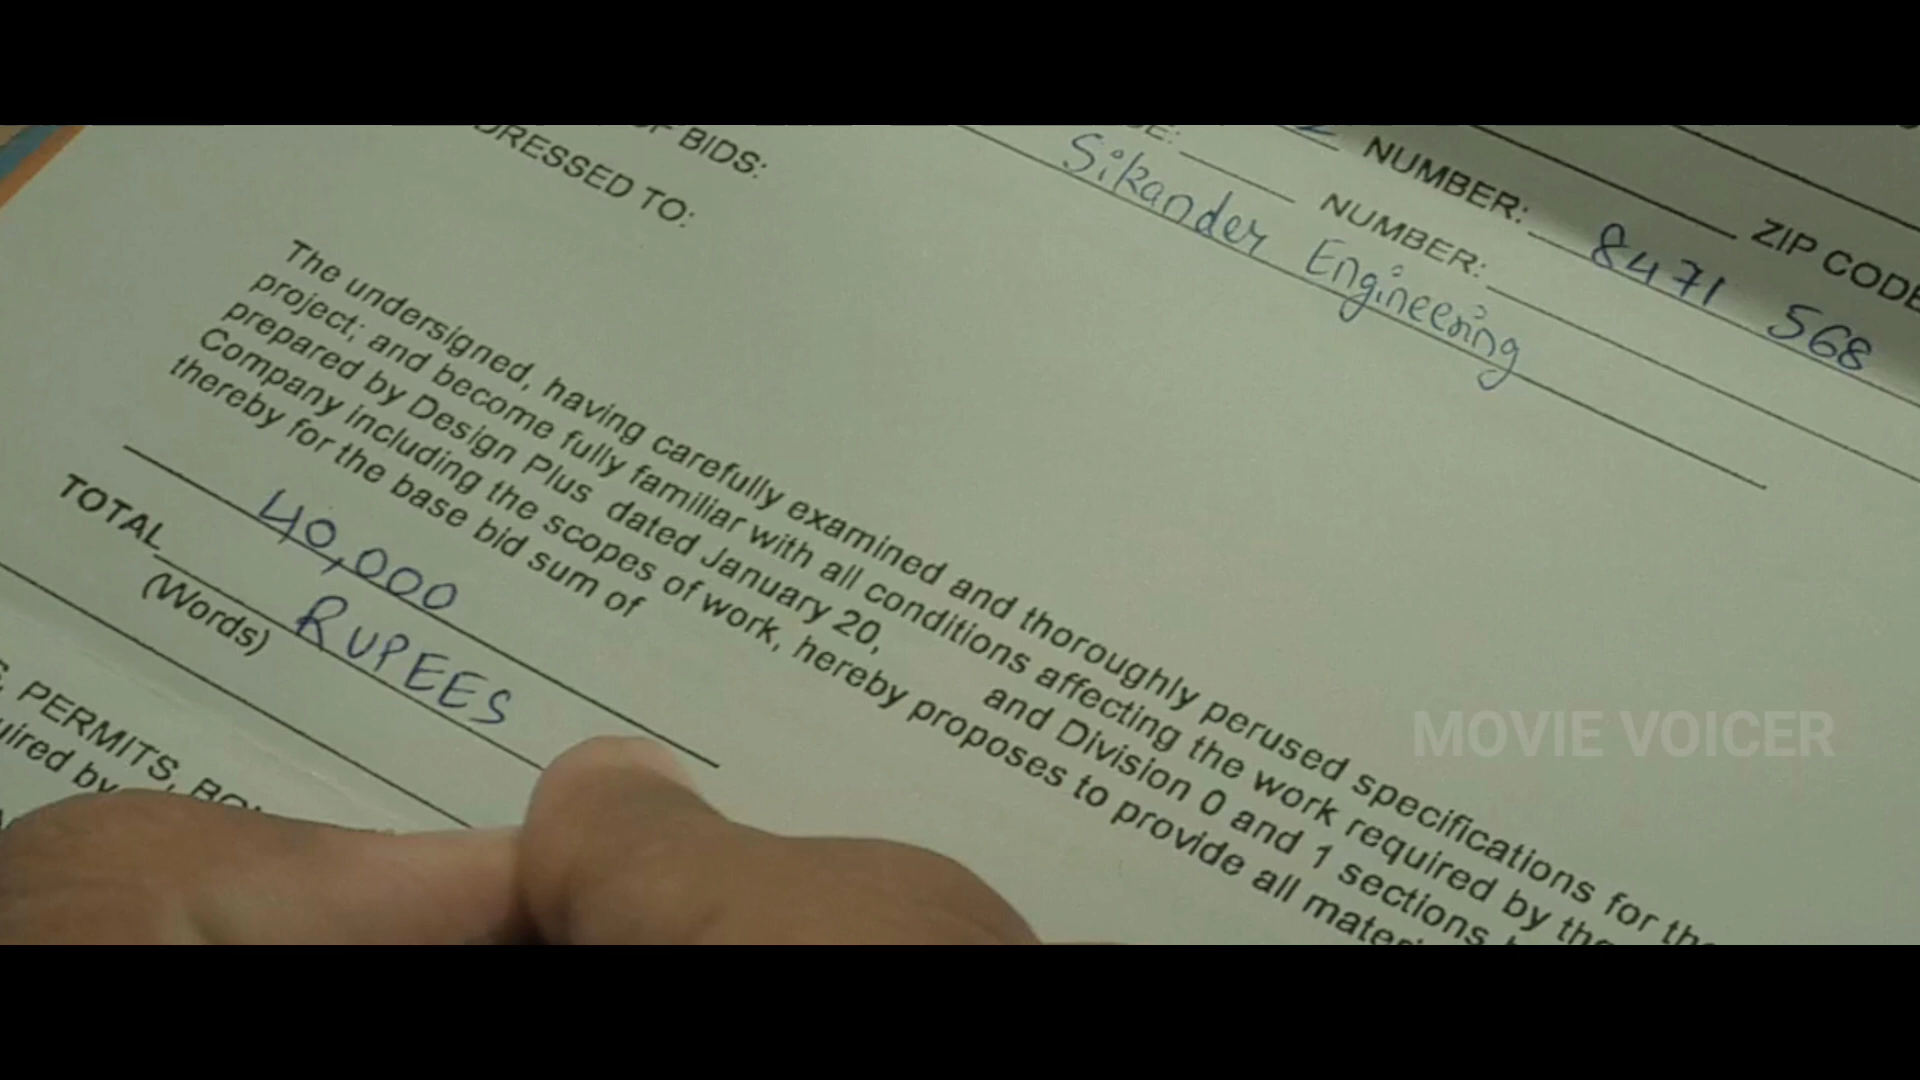 NUMBER: 8471 568
ZIP CODE
NUMBER:
OF BIDS:
DRESSED TO:
Sikander Engineering
The undersigned, having carefully examined and thoroughly perused specifications for the
project; and become fully familiar with all conditions affecting the work required by the
prepared by Design Plus dated January 20, and Division 0 and 1 sections
Company including the scopes of work, hereby proposes to provide all
thereby for the base bid sum of
40,000
TOTAL RUPEES
(Words)
PERMITS,
by
MOVIE VOICER